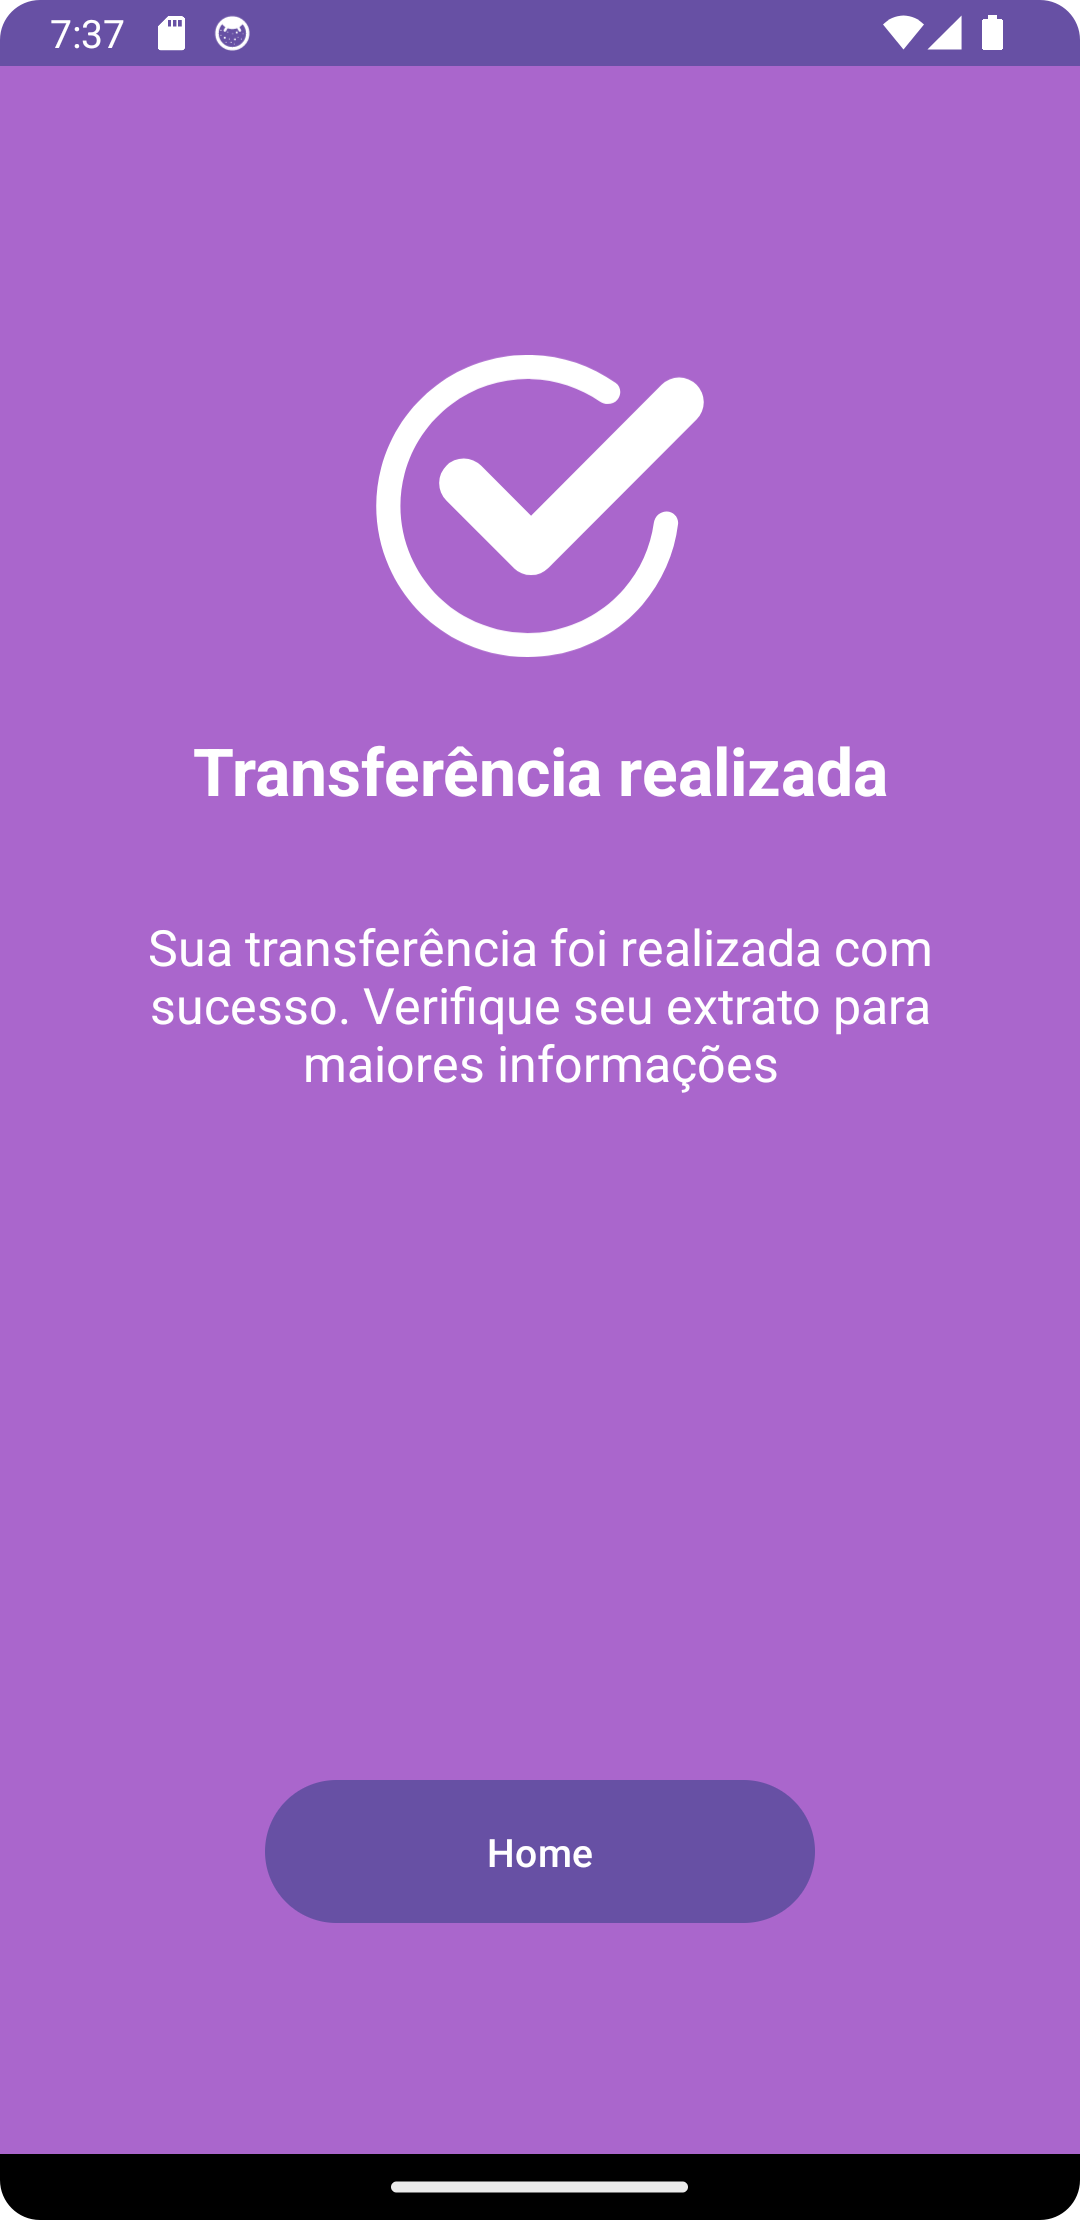 7:37
Transferência realizada
Sua transferência foi realizada com
sucesso. Verifique seu extrato para
maiores informações
Home